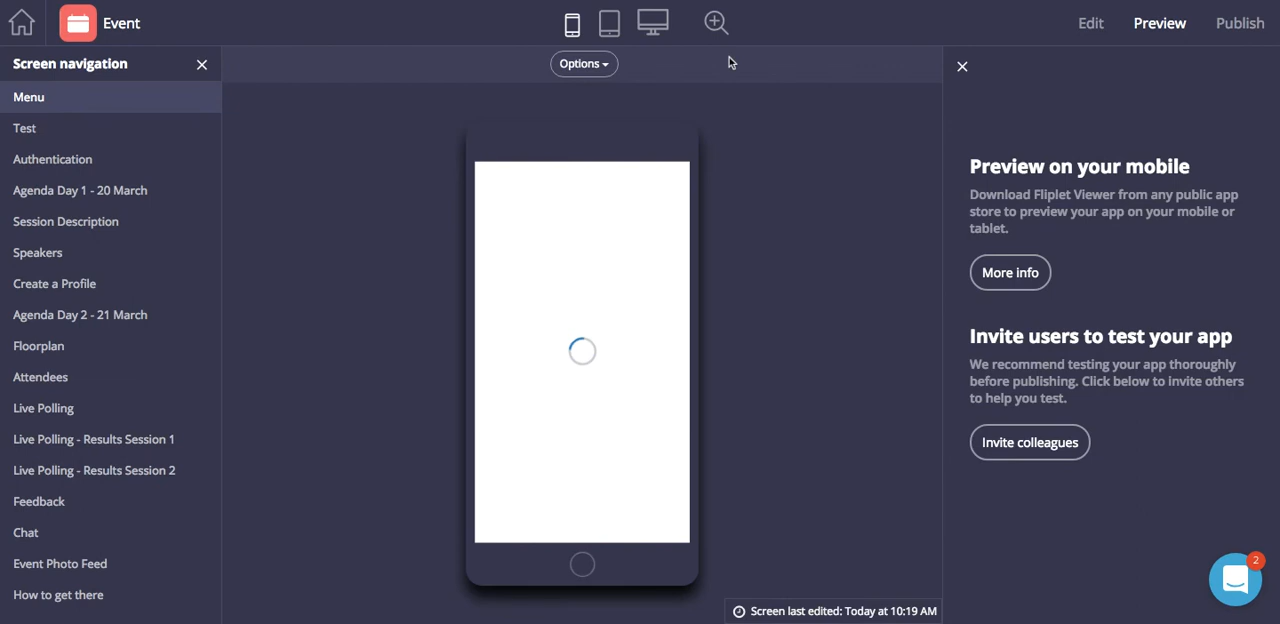 Event
Edit
Preview
Publish
Screen navigation
Options
Menu
Test
Authentication
Agenda Day 1 - 20 March
Session Description
Speakers
Create a Profile
Agenda Day 2 - 21 March
Floorplan
Attendees
Live Polling
Live Polling - Results Session 1
Live Polling - Results Session 2
Feedback
Chat
Event Photo Feed
How to get there
Screen last edited: Today at 10:19 AM
Preview on your mobile
Download Fliplet Viewer from any public app
store to preview your app on your mobile or
tablet.
More info
Invite users to test your app
We recommend testing your app thoroughly
before publishing. Click below to invite others
to help you test.
Invite colleagues
2